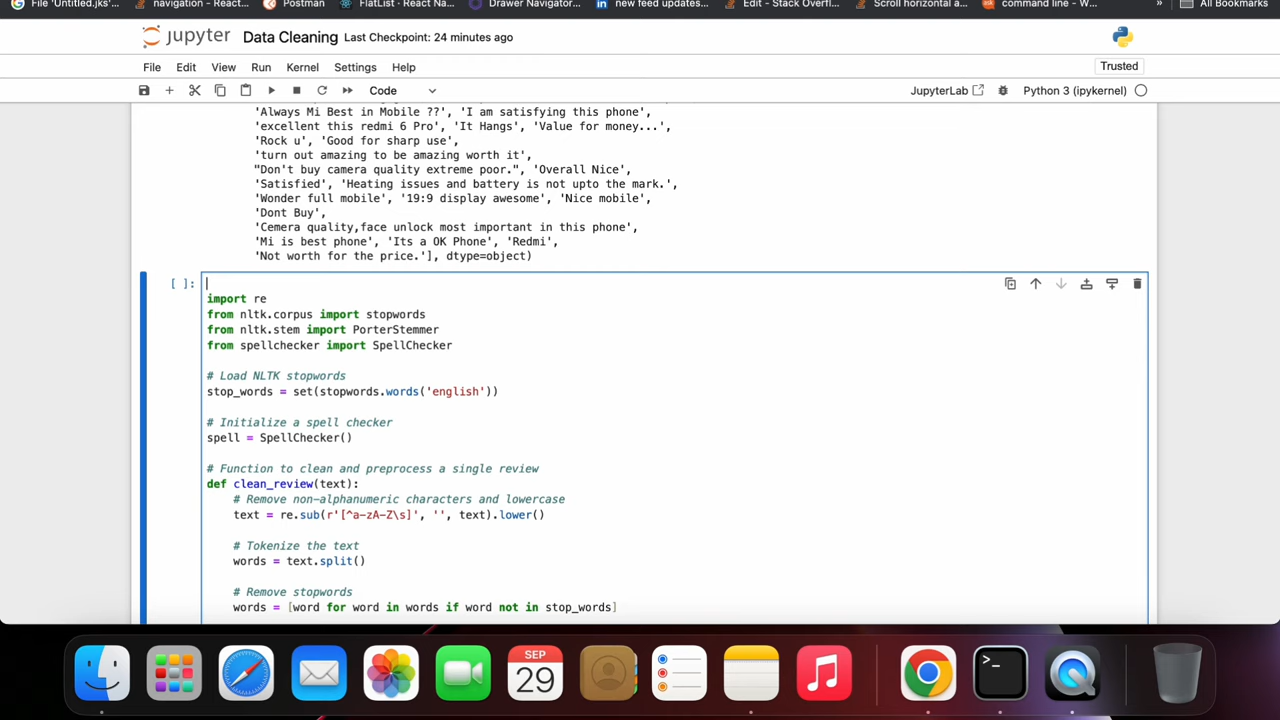 File 'Untitled.jks'...
navigation - React...
Postman
FlatList · React Na...
Drawer Navigator...
new feed updates...
Edit - Stack Overfl...
Scroll horizontal a...
command line - W...
»
All Bookmarks
jupyter Data Cleaning Last Checkpoint: 24 minutes ago
File Edit View Run Kernel Settings Help
Trusted
Code
JupyterLab
Python 3 (ipykernel)
'Always Mi Best in Mobile ??', 'I am satisfying this phone',
'excellent this redmi 6 Pro', 'It Hangs', 'Value for money...',
'Rock u', 'Good for sharp use',
'turn out amazing to be amazing worth it',
"Don't buy camera quality extreme poor.", 'Overall Nice',
'Satisfied', 'Heating issues and battery is not upto the mark.',
'Wonder full mobile', '19:9 display awesome', 'Nice mobile',
'Dont Buy',
'Cemera quality,face unlock most important in this phone',
'Mi is best phone', 'Its a OK Phone', 'Redmi',
'Not worth for the price.'], dtype=object)
[ ]:
import re
from nltk.corpus import stopwords
from nltk.stem import PorterStemmer
from spellchecker import SpellChecker
# Load NLTK stopwords
stop_words = set(stopwords.words('english'))
# Initialize a spell checker
spell = SpellChecker()
# Function to clean and preprocess a single review
def clean_review(text):
# Remove non-alphanumeric characters and lowercase
text = re.sub(r'[^a-zA-Z\s]', '', text).lower()
# Tokenize the text
words = text.split()
# Remove stopwords
words = [word for word in words if word not in stop_words]
SEP
29
>_